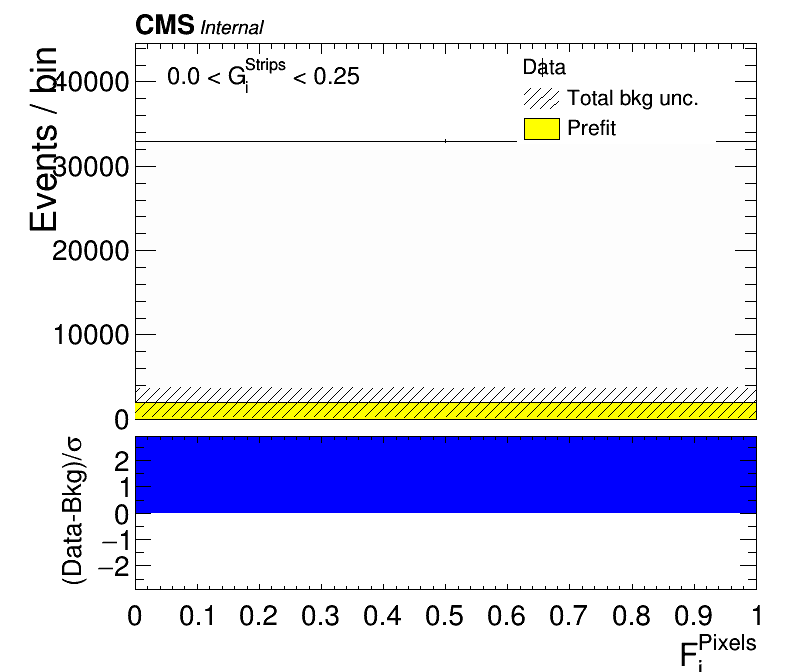 CMS Internal
0.0 < G_i^Strips < 0.25
Data
Total bkg unc.
Prefit
Events / bin
40000
30000
20000
10000
0
(Data-Bkg)/σ
2
1
0
−1
−2
0 0.1 0.2 0.3 0.4 0.5 0.6 0.7 0.8 0.9 1
F_i^Pixels